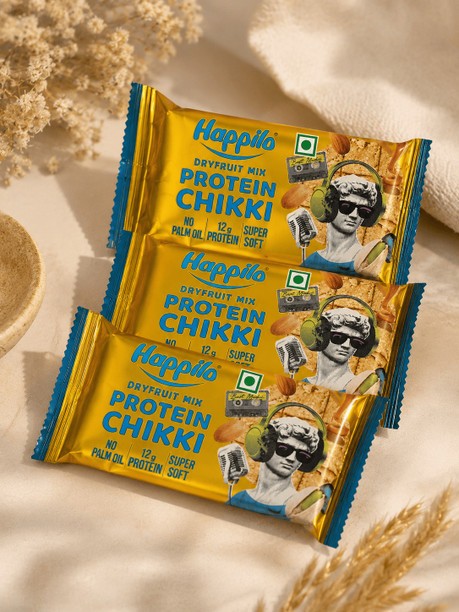 Happilo
DRYFRUIT MIX
PROTEIN
CHIKKI
NO PALM OIL
12g PROTEIN
SUPER SOFT
Happilo
DRYFRUIT MIX
PROTEIN
CHIKKI
NO
12g
SUPER
Happilo
DRYFRUIT MIX
PROTEIN
CHIKKI
NO PALM OIL
12g PROTEIN
SUPER SOFT